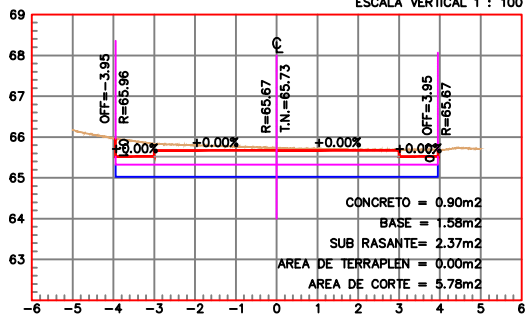 ESCALA VERTICAL 1 : 100
69
68
67
66
65
64
63
OFF=-3.95
R=65.96
℄
R=65.67
T.N.=65.73
OFF=3.95
R=65.67
+0.00%
+0.00%
+0.00%
+0.00%
CONCRETO = 0.90m2
BASE = 1.58m2
SUB RASANTE= 2.37m2
AREA DE TERRAPLEN = 0.00m2
AREA DE CORTE = 5.78m2
-6 -5 -4 -3 -2 -1 0 1 2 3 4 5 6